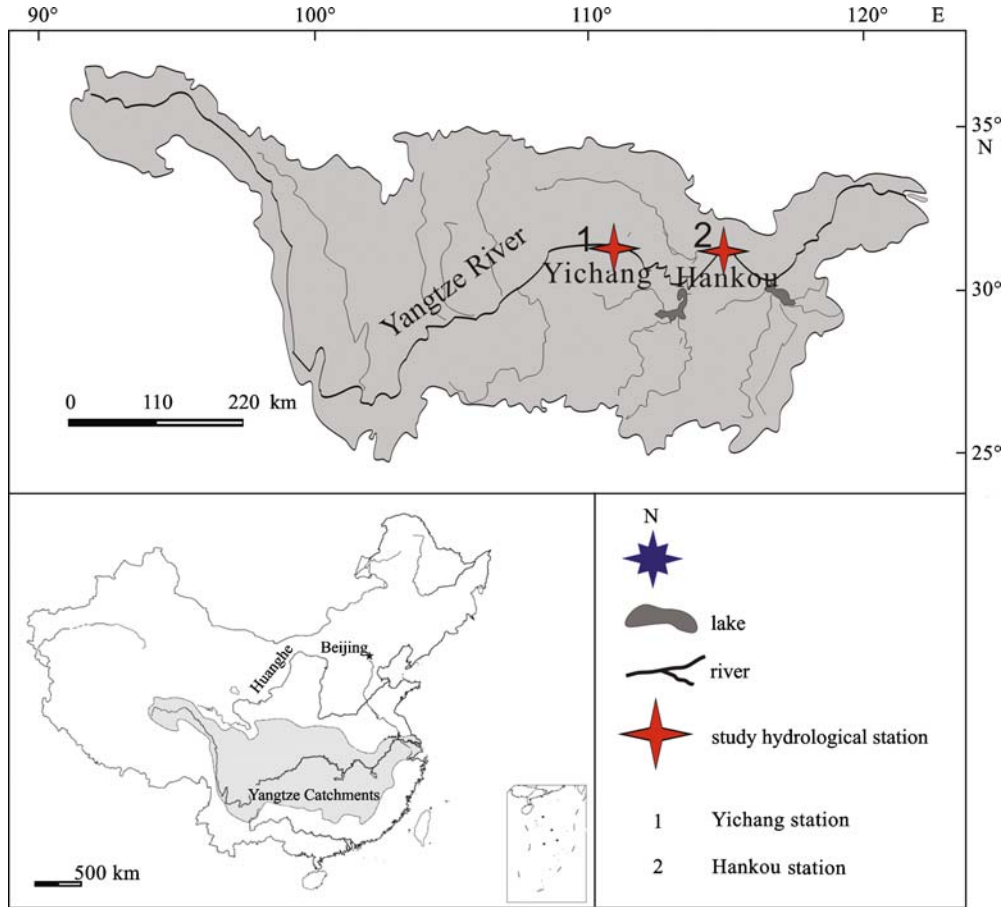 90° 100° 110° 120° E
35°
N
1 2
Yichang Hankou
Yangtze River
30°
0 110 220 km
25°
N
lake
Beijing
Huanghe
river
study hydrological station
Yangtze Catchments
1 Yichang station
2 Hankou station
500 km